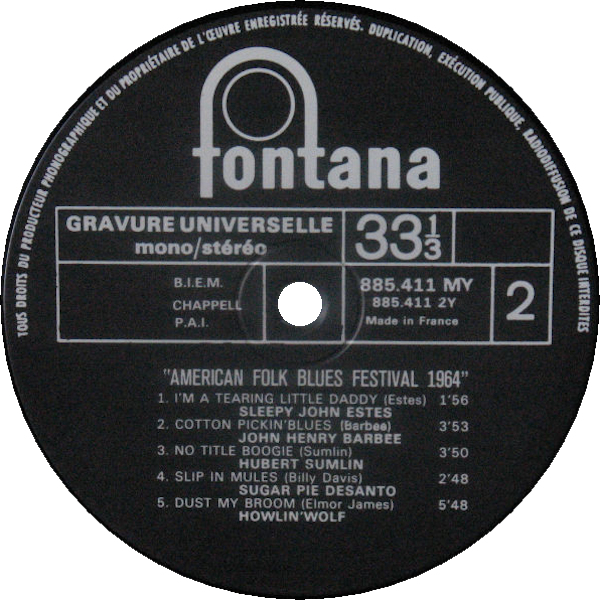 TOUS DROITS DU PRODUCTEUR PHONOGRAPHIQUE ET DU PROPRIÉTAIRE DE L'ŒUVRE ENREGISTRÉE RÉSERVÉS. DUPLICATION, EXÉCUTION PUBLIQUE, RADIODIFFUSION DE CE DISQUE INTERDITES
fontana
GRAVURE UNIVERSELLE
mono/stéréo
33 1/3
B.I.E.M.
CHAPPELL
P.A.I.
885.411 MY
885.411 2Y
Made in France
2
"AMERICAN FOLK BLUES FESTIVAL 1964"
1. I'M A TEARING LITTLE DADDY (Estes) 1'56
SLEEPY JOHN ESTES
2. COTTON PICKIN'BLUES (Barbee) 3'53
JOHN HENRY BARBEE
3. NO TITLE BOOGIE (Sumlin) 3'50
HUBERT SUMLIN
4. SLIP IN MULES (Billy Davis) 2'48
SUGAR PIE DESANTO
5. DUST MY BROOM (Elmor James) 5'48
HOWLIN'WOLF